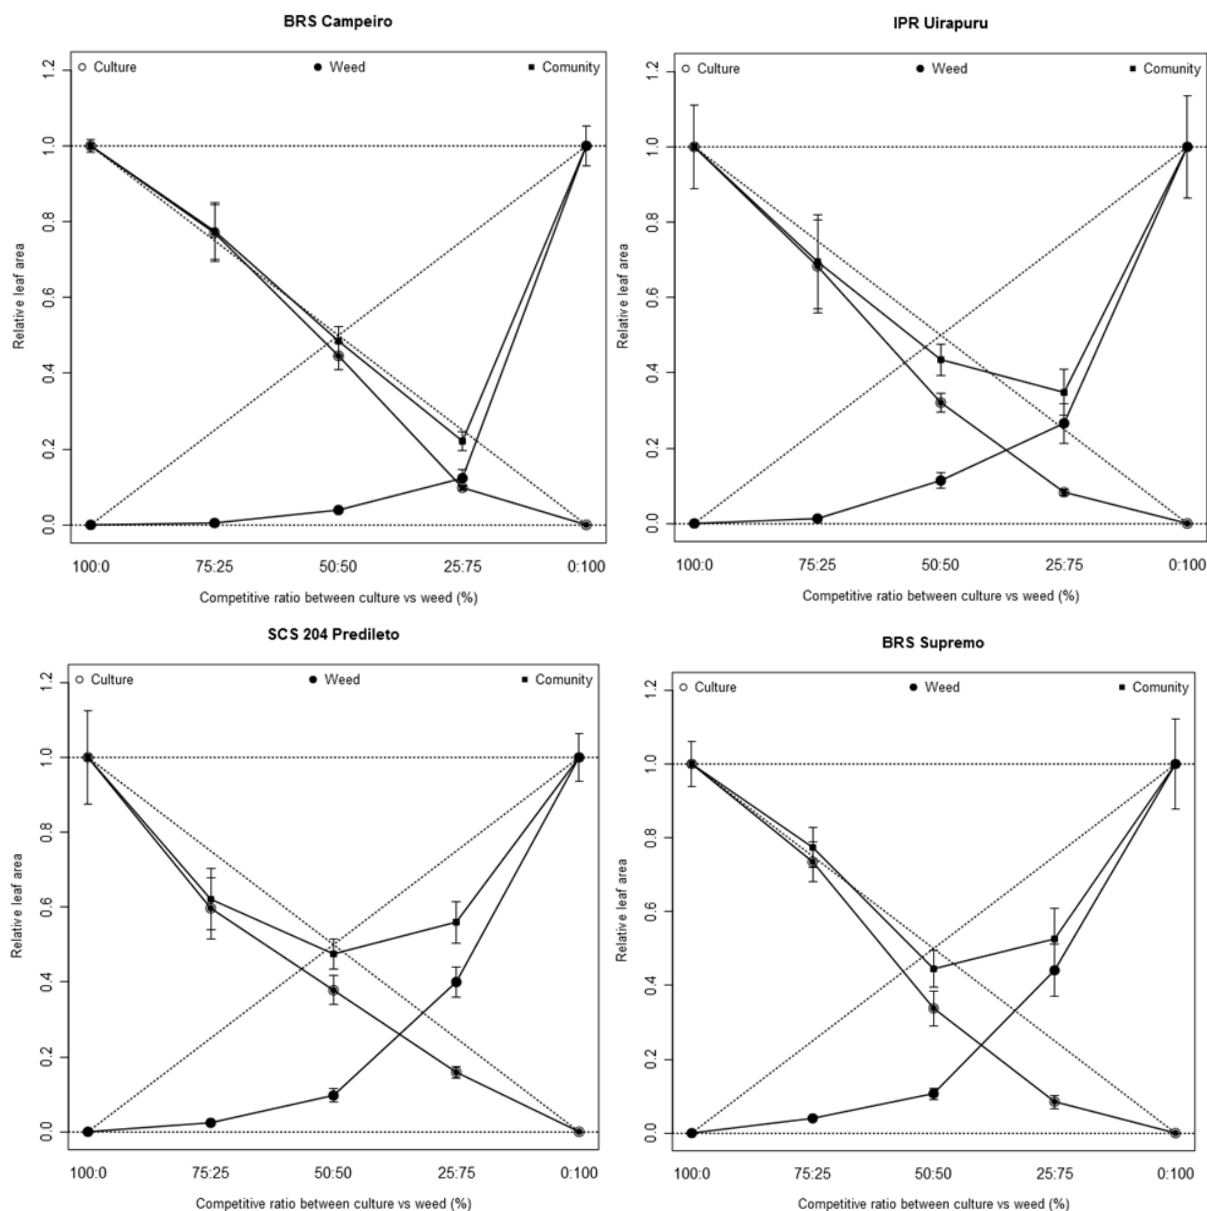 BRS Campeiro
Culture Weed Comunity
Relative leaf area
0.0 0.2 0.4 0.6 0.8 1.0 1.2
100:0 75:25 50:50 25:75 0:100
Competitive ratio between culture vs weed (%)
IPR Uirapuru
Culture Weed Comunity
Relative leaf area
0.0 0.2 0.4 0.6 0.8 1.0 1.2
100:0 75:25 50:50 25:75 0:100
Competitive ratio between culture vs weed (%)
SCS 204 Predileto
Culture Weed Comunity
Relative leaf area
0.0 0.2 0.4 0.6 0.8 1.0 1.2
100:0 75:25 50:50 25:75 0:100
Competitive ratio between culture vs weed (%)
BRS Supremo
Culture Weed Comunity
Relative leaf area
0.0 0.2 0.4 0.6 0.8 1.0 1.2
100:0 75:25 50:50 25:75 0:100
Competitive ratio between culture vs weed (%)